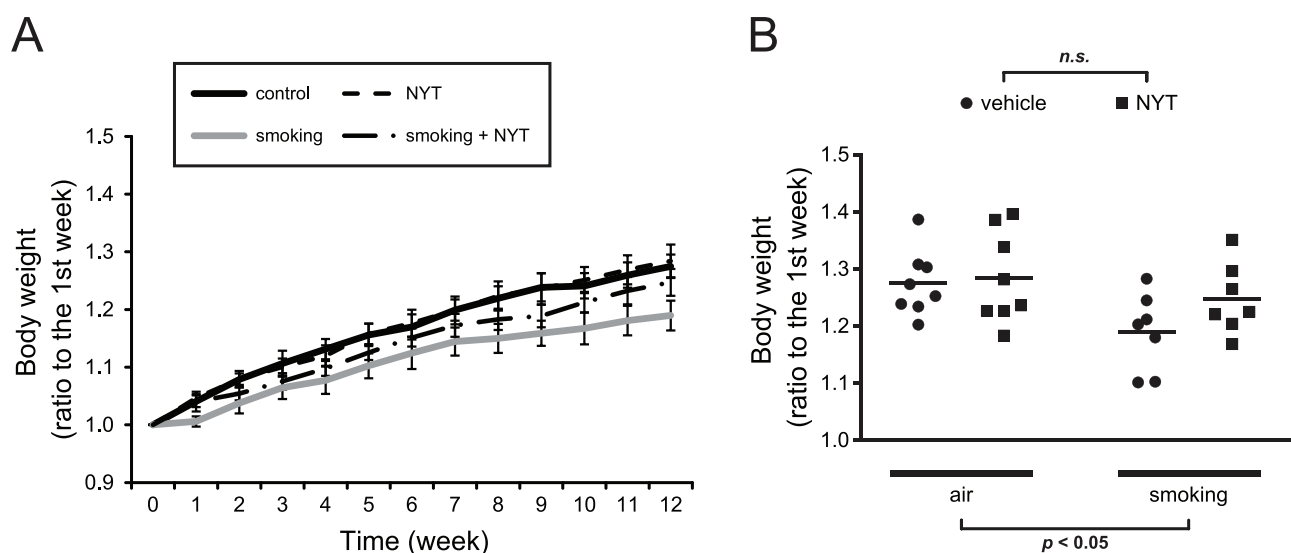 A
control NYT
smoking smoking + NYT
Body weight
(ratio to the 1st week)
1.5
1.4
1.3
1.2
1.1
1.0
0.9
0 1 2 3 4 5 6 7 8 9 10 11 12
Time (week)
B
n.s.
vehicle NYT
Body weight
(ratio to the 1st week)
1.5
1.4
1.3
1.2
1.1
1.0
air smoking
p < 0.05